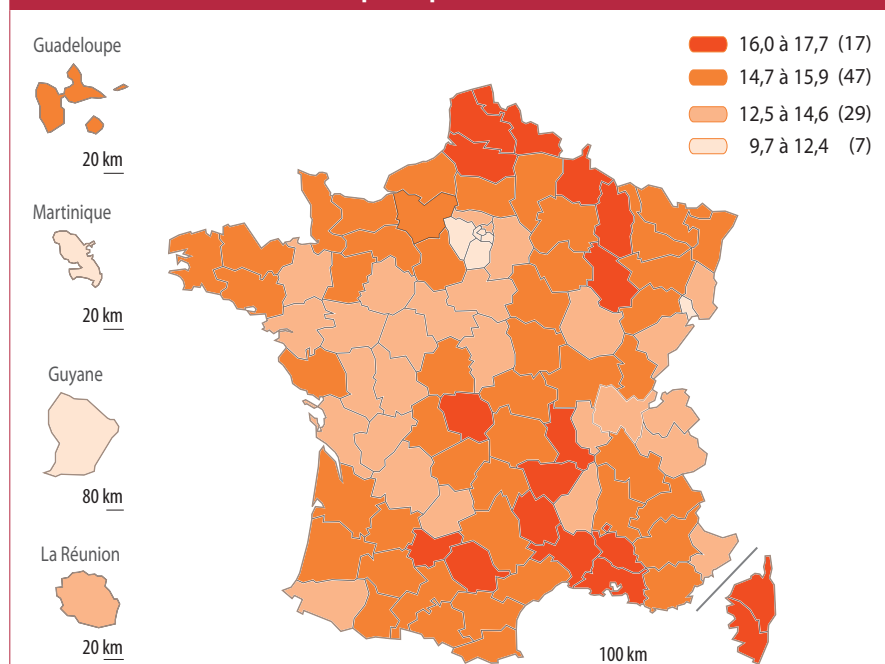 Guadeloupe
20 km
Martinique
20 km
Guyane
80 km
La Réunion
20 km
16,0 à 17,7 (17)
14,7 à 15,9 (47)
12,5 à 14,6 (29)
9,7 à 12,4 (7)
100 km